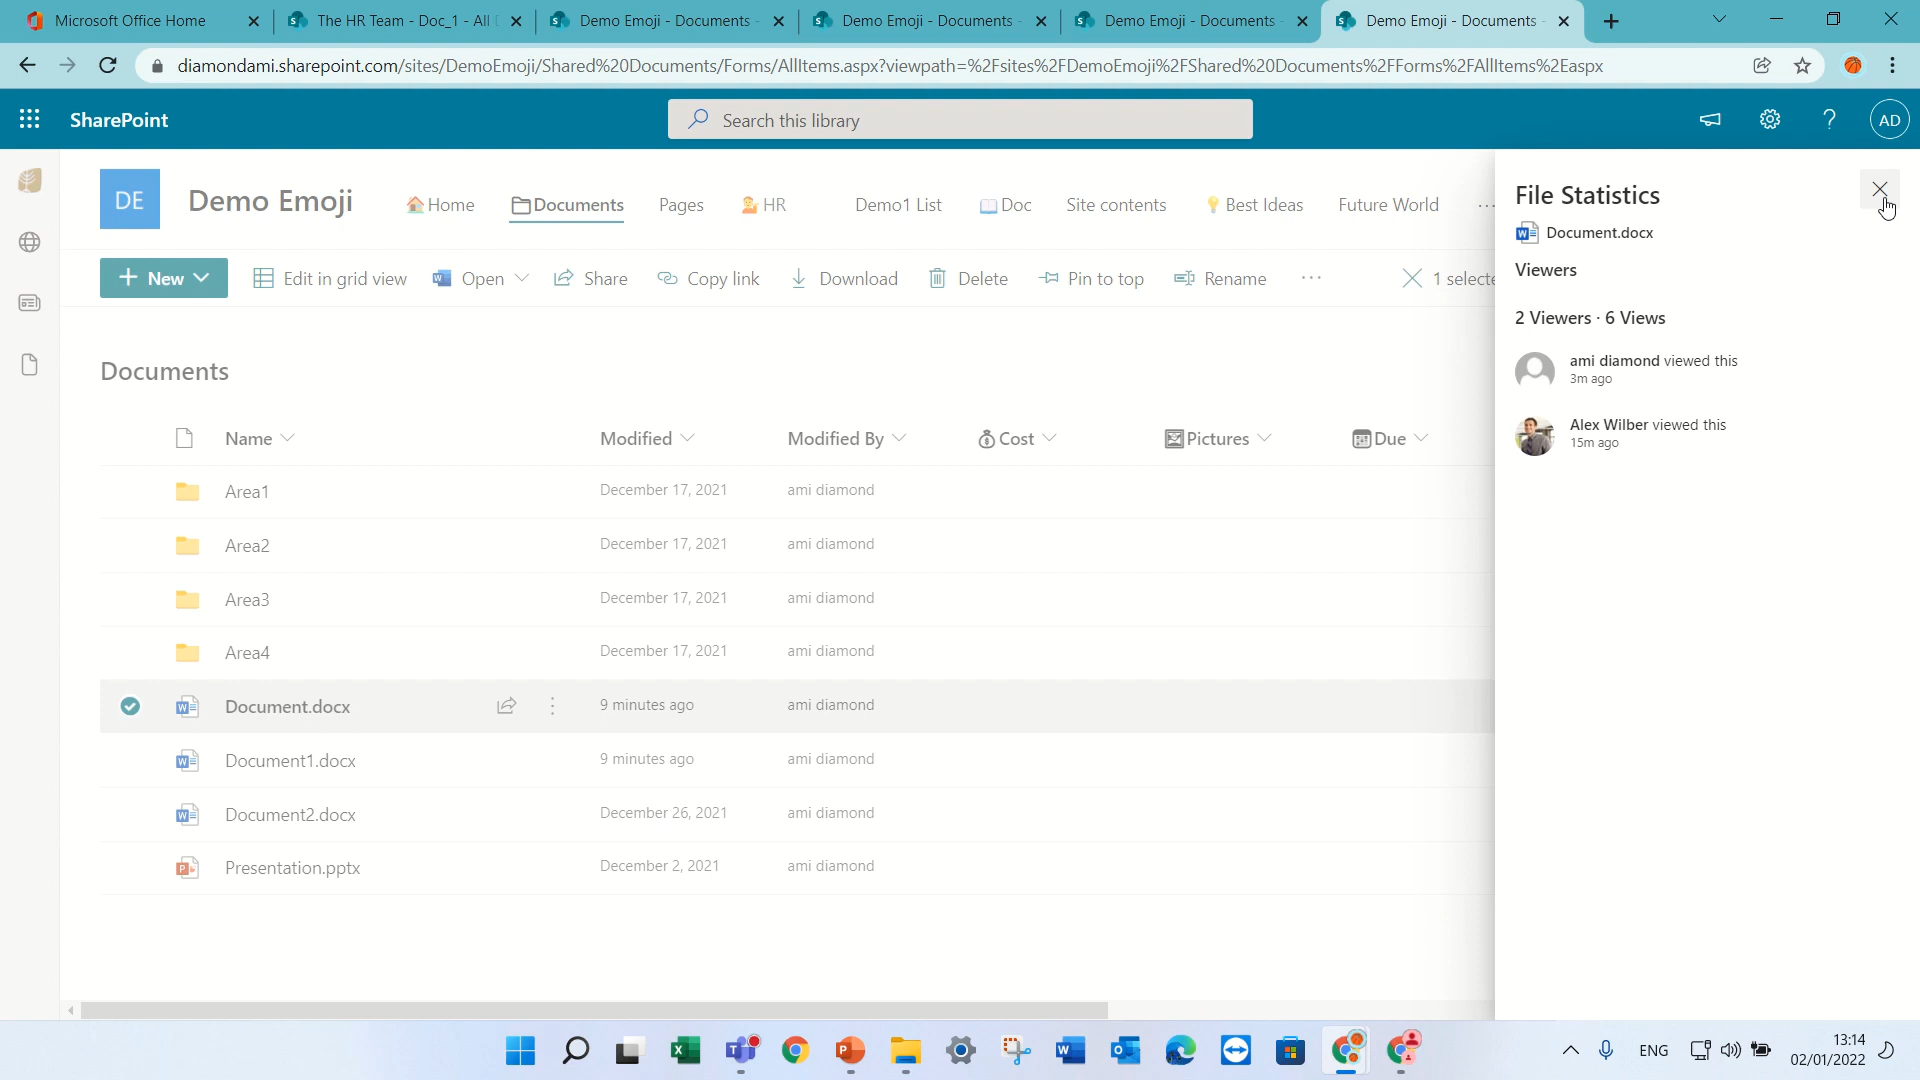 Microsoft Office Home
The HR Team - Doc_1 - All
Demo Emoji - Documents -
Demo Emoji - Documents -
Demo Emoji - Documents -
Demo Emoji - Documents -
diamondami.sharepoint.com/sites/DemoEmoji/Shared%20Documents/Forms/AllItems.aspx?viewpath=%2Fsites%2FDemoEmoji%2FShared%20Documents%2FForms%2FAllItems%2Easpx
SharePoint
Search this library
AD
DE
Demo Emoji
Home
Documents
Pages
HR
Demo1 List
Doc
Site contents
Best Ideas
Future World
New
Edit in grid view
Open
Share
Copy link
Download
Delete
Pin to top
Rename
1 selecte
Documents
Name
Modified
Modified By
Cost
Pictures
Due
Area1 December 17, 2021 ami diamond
Area2 December 17, 2021 ami diamond
Area3 December 17, 2021 ami diamond
Area4 December 17, 2021 ami diamond
Document.docx 9 minutes ago ami diamond
Document1.docx 9 minutes ago ami diamond
Document2.docx December 26, 2021 ami diamond
Presentation.pptx December 2, 2021 ami diamond
File Statistics
Document.docx
Viewers
2 Viewers · 6 Views
ami diamond viewed this
3m ago
Alex Wilber viewed this
15m ago
ENG
13:14
02/01/2022